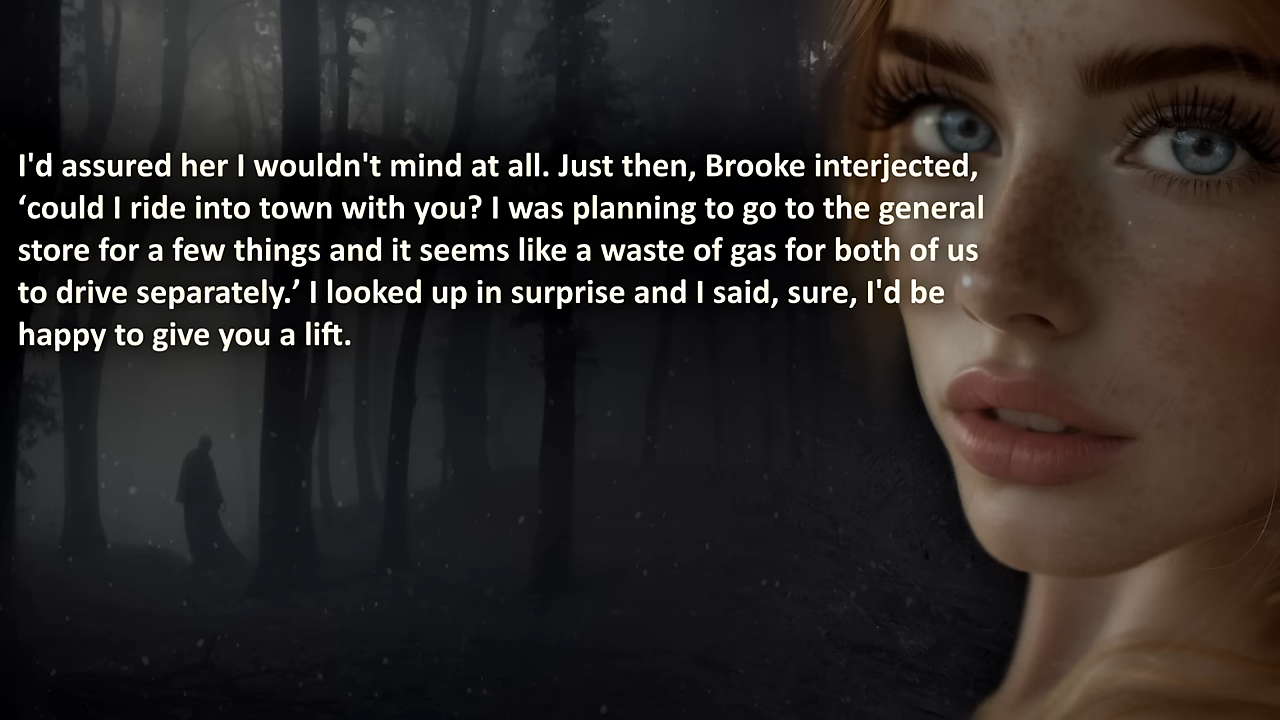 I'd assured her I wouldn't mind at all. Just then, Brooke interjected,
‘could I ride into town with you? I was planning to go to the general
store for a few things and it seems like a waste of gas for both of us
to drive separately.’ I looked up in surprise and I said, sure, I'd be
happy to give you a lift.